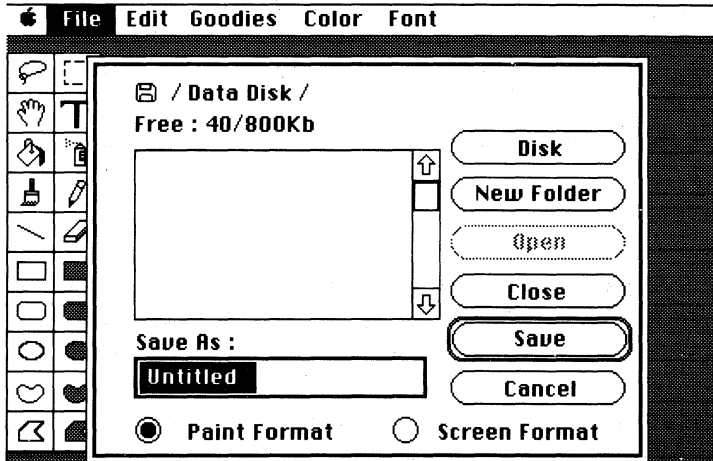 File Edit Goodies Color Font
/ Data Disk /
Free : 40/800Kb
Disk
New Folder
Open
Close
Save As :
Save
Untitled
Cancel
Paint Format Screen Format